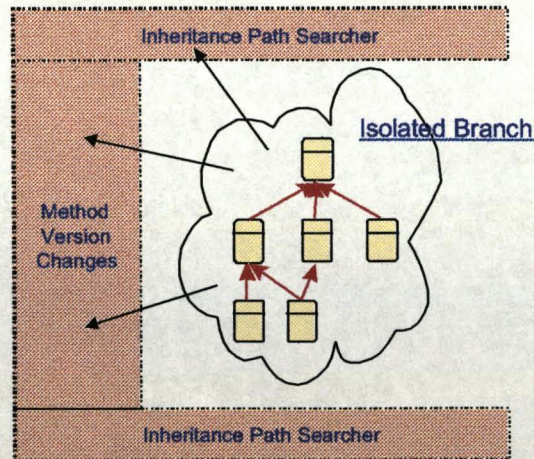 Inheritance Path Searcher
Isolated Branch
Method
Version
Changes
Inheritance Path Searcher